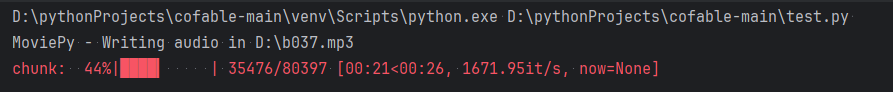 D:\pythonProjects\cofable-main\venv\Scripts\python.exe D:\pythonProjects\cofable-main\test.py
MoviePy - Writing audio in D:\b037.mp3
chunk:  44%|████▍     | 35476/80397 [00:21<00:26, 1671.95it/s, now=None]